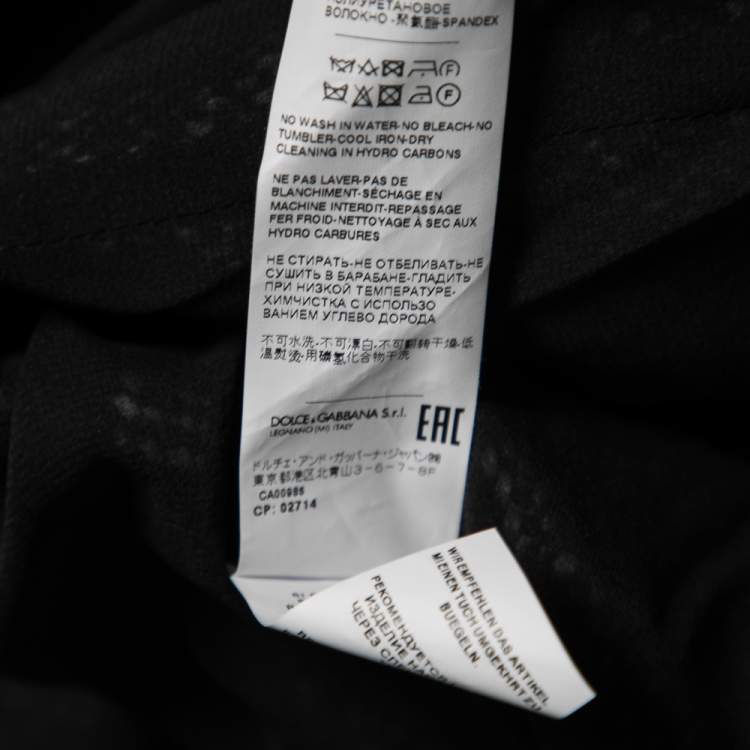 ПОЛИУРЕТАНОВОЕ
ВОЛОКНО - 聚氨酯-SPANDEX
NO WASH IN WATER-NO BLEACH-NO
TUMBLER-COOL IRON-DRY
CLEANING IN HYDRO CARBONS
NE PAS LAVER-PAS DE
BLANCHIMENT-SÉCHAGE EN
MACHINE INTERDIT-REPASSAGE
FER FROID-NETTOYAGE À SEC AUX
HYDRO CARBURES
НЕ СТИРАТЬ-НЕ ОТБЕЛИВАТЬ-НЕ
СУШИТЬ В БАРАБАНЕ-ГЛАДИТЬ
ПРИ НИЗКОЙ ТЕМПЕРАТУРЕ-
ХИМЧИСТКА С ИСПОЛЬЗО
ВАНИЕМ УГЛЕВО ДОРОДА
不可水洗-不可漂白-不可翻转干燥-低
温熨烫-用碳氢化合物干洗
DOLCE & GABBANA S.r.l.
LEGNANO (MI) ITALY
EAC
ドルチェ・アンド・ガッバーナ・ジャパン㈱
東京都港区北青山3-6-7-8F
CA00986
CP: 02714
WIR EMPFEHLEN DAS ARTIKEL
MIT EINEN TUCH UMGEKEHRT ZU
BUEGELN.
РЕКОМЕНДУЕТСЯ
ИЗДЕЛИЕ
ЧЕРЕЗ